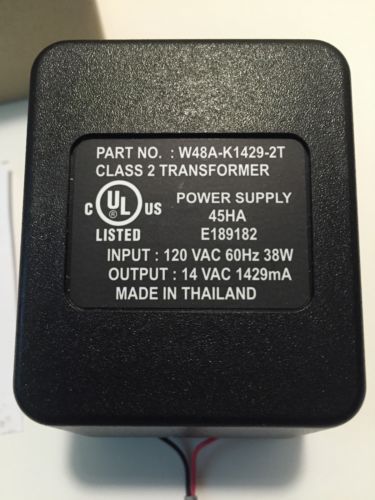 PART NO. : W48A-K1429-2T
CLASS 2 TRANSFORMER
C UL US LISTED
POWER SUPPLY
45HA
E189182
INPUT : 120 VAC 60Hz 38W
OUTPUT : 14 VAC 1429mA
MADE IN THAILAND